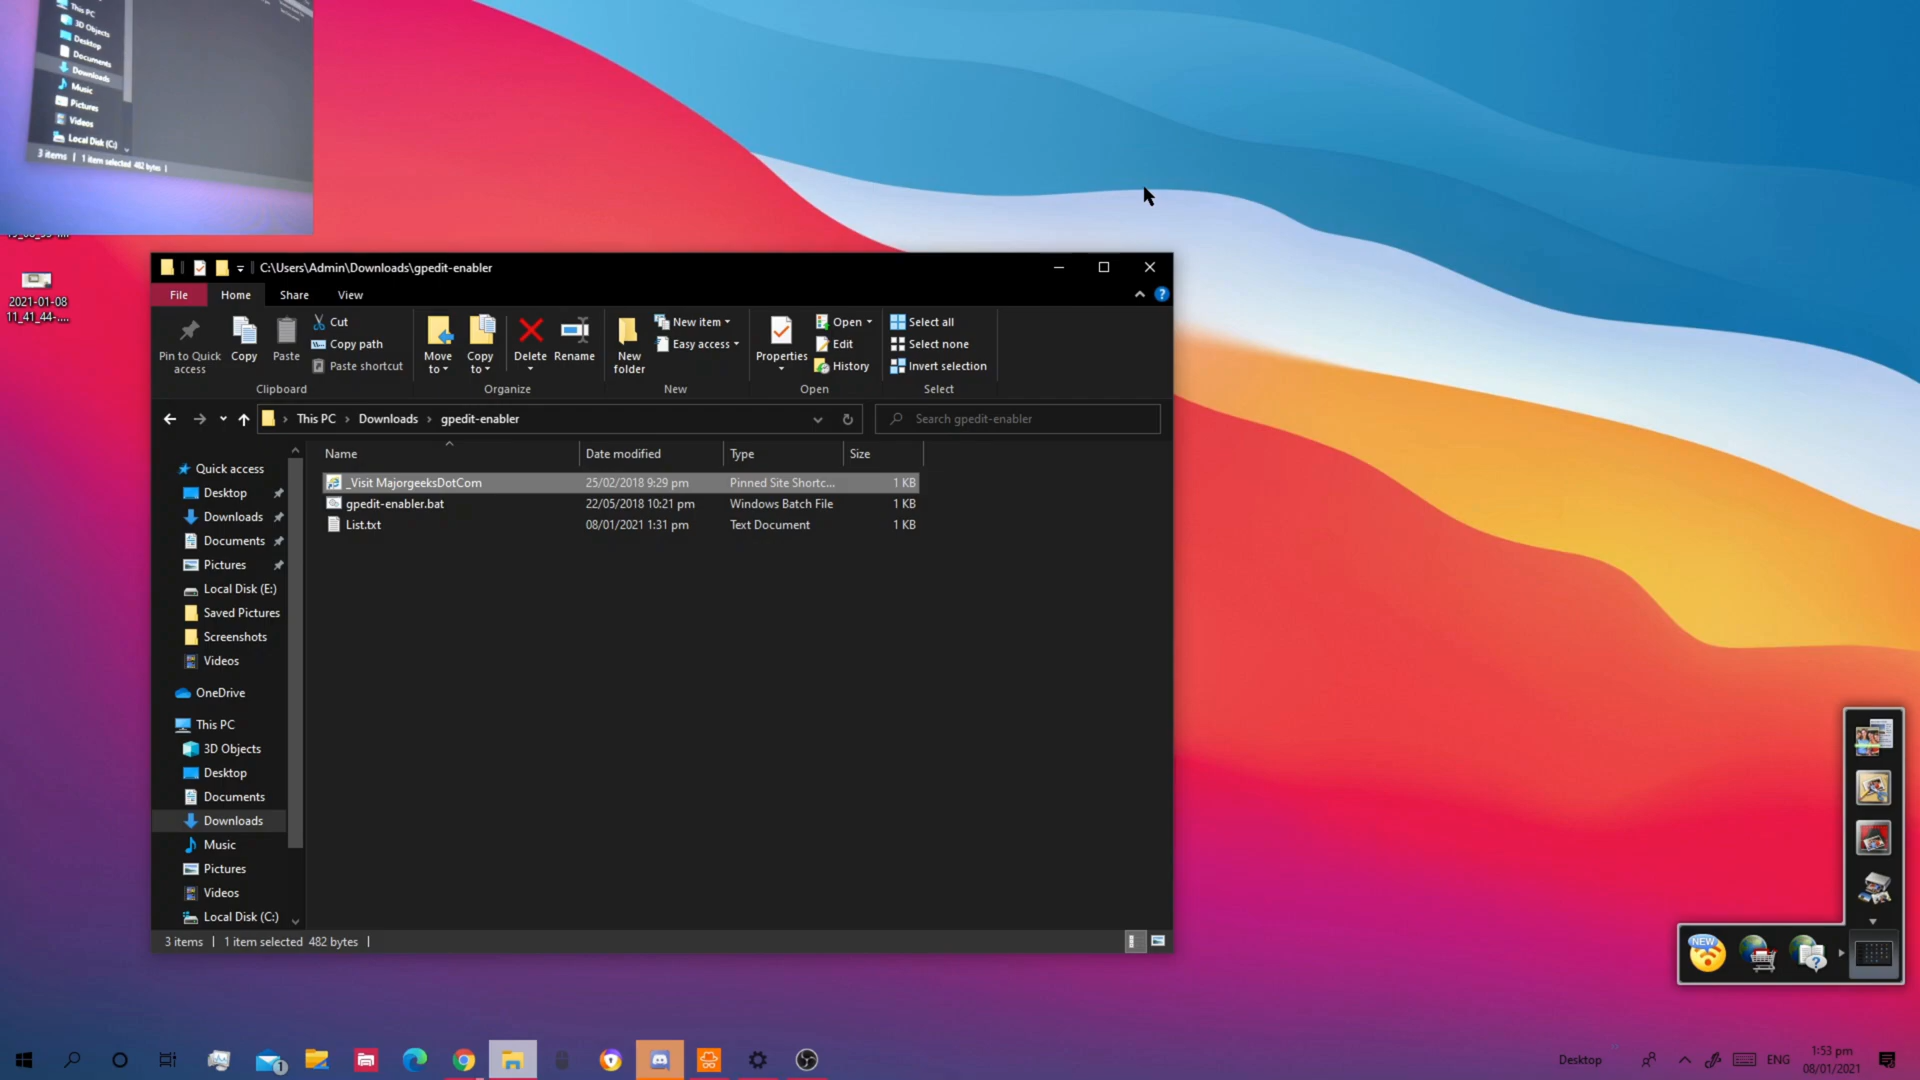 This PC
3D Objects
Desktop
Documents
Downloads
Music
Pictures
Videos
Local Disk (C:)
3 items | 1 item selected 482 bytes |
2021-01-08
11_41_44-....
C:\Users\Admin\Downloads\gpedit-enabler
File Home Share View
Pin to Quick access
Copy
Paste
Cut
Copy path
Paste shortcut
Clipboard
Move to
Copy to
Delete
Rename
Organize
New folder
New item
Easy access
New
Properties
Open
Edit
History
Open
Select all
Select none
Invert selection
Select
This PC > Downloads > gpedit-enabler
Search gpedit-enabler
Name Date modified Type Size
_Visit MajorgeeksDotCom 25/02/2018 9:29 pm Pinned Site Shortc... 1 KB
gpedit-enabler.bat 22/05/2018 10:21 pm Windows Batch File 1 KB
List.txt 08/01/2021 1:31 pm Text Document 1 KB
Quick access
Desktop
Downloads
Documents
Pictures
Local Disk (E:)
Saved Pictures
Screenshots
Videos
OneDrive
This PC
3D Objects
Desktop
Documents
Downloads
Music
Pictures
Videos
Local Disk (C:)
3 items | 1 item selected 482 bytes |
NEW
1
Desktop
ENG
1:53 pm
08/01/2021